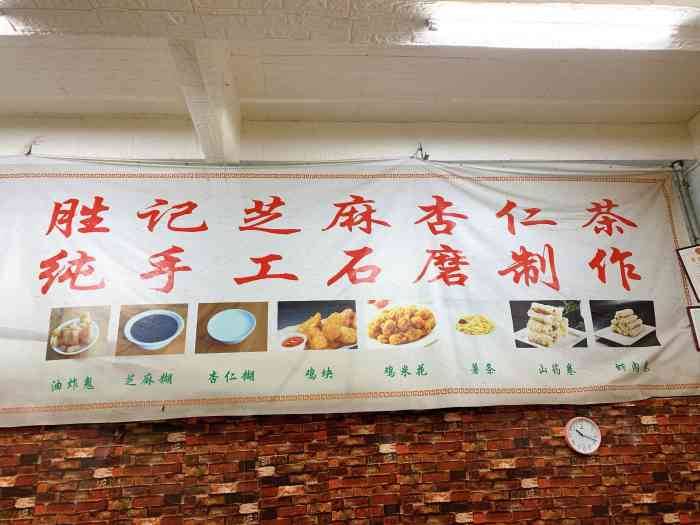 胜记芝麻杏仁茶
纯手工石磨制作
油炸鬼 芝麻糊 杏仁糊 鸡块 鸡米花 薯条 山药卷